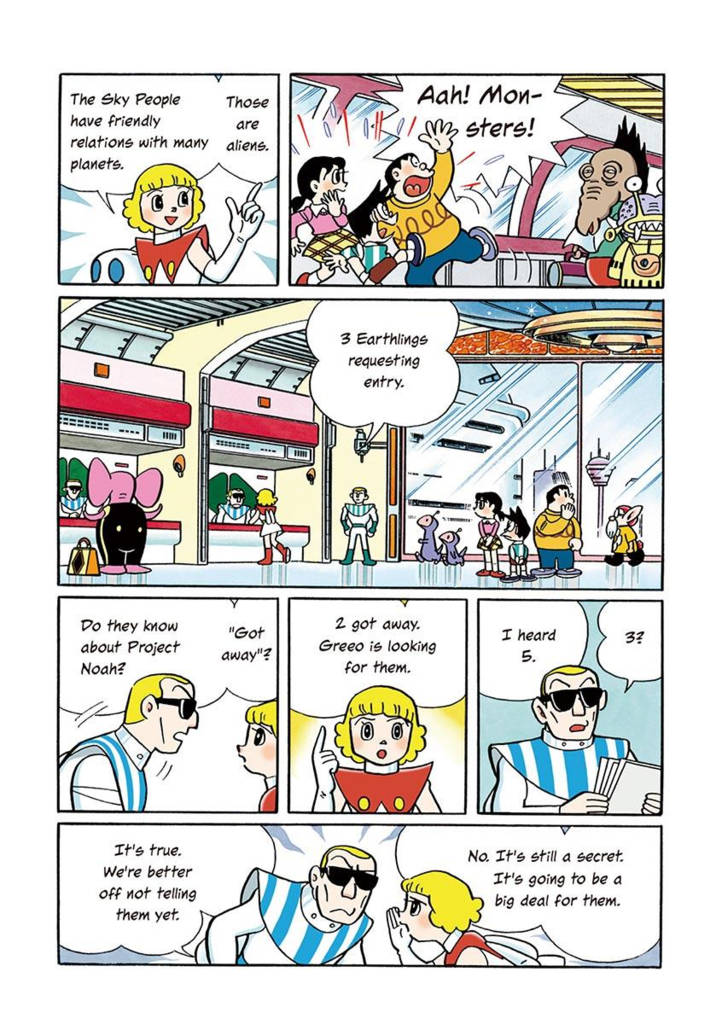 Aah! Mon-
sters!
Those
are
aliens.
The Sky People
have friendly
relations with many
planets.
3 Earthlings
requesting
entry.
3?
I heard
5.
2 got away.
Greeo is looking
for them.
"Got
away"?
Do they know
about Project
Noah?
No. It's still a secret.
It's going to be a
big deal for them.
It's true.
We're better
off not telling
them yet.